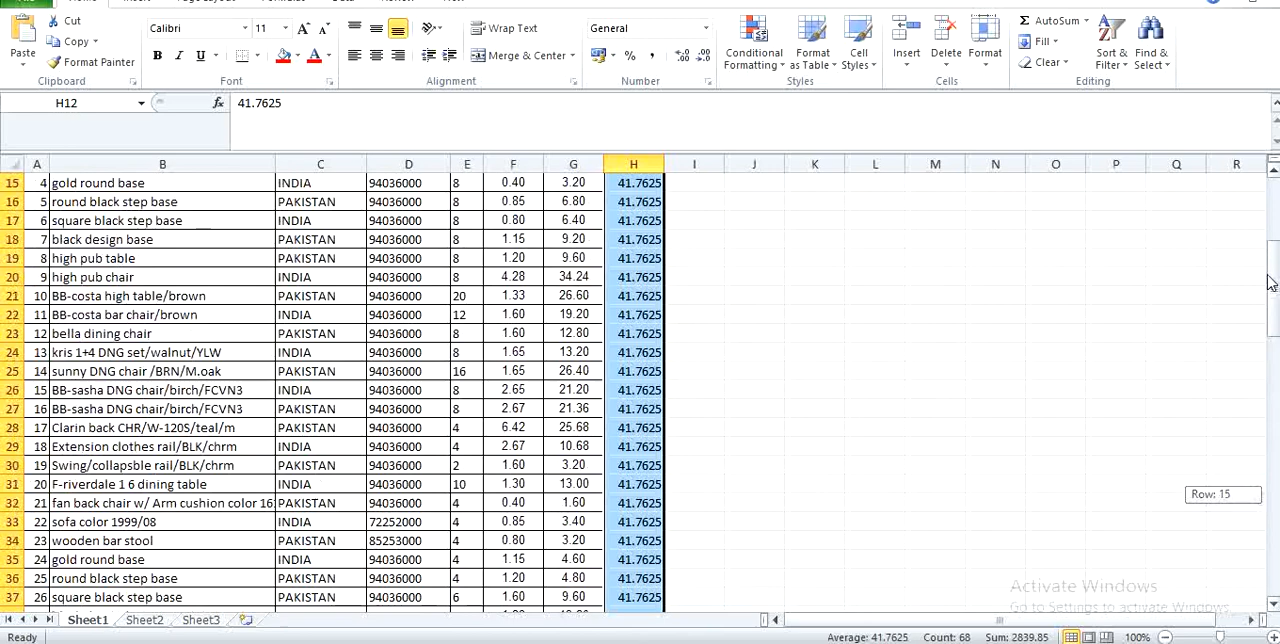 Cut
Copy
Format Painter
Paste
Clipboard
Calibri 11 A A
B I U A
Font
Wrap Text
Merge & Center
Alignment
General
% , .0 .00 .00 .0
Number
Conditional Formatting
Format as Table
Cell Styles
Styles
Insert Delete Format
Cells
Σ AutoSum
Fill
Clear
Sort & Filter
Find & Select
Editing
H12 fx 41.7625
A B C D E F G H I J K L M N O P Q R
15 4 gold round base INDIA 94036000 8 0.40 3.20 41.7625
16 5 round black step base PAKISTAN 94036000 8 0.85 6.80 41.7625
17 6 square black step base INDIA 94036000 8 0.80 6.40 41.7625
18 7 black design base PAKISTAN 94036000 8 1.15 9.20 41.7625
19 8 high pub table PAKISTAN 94036000 8 1.20 9.60 41.7625
20 9 high pub chair INDIA 94036000 8 4.28 34.24 41.7625
21 10 BB-costa high table/brown PAKISTAN 94036000 20 1.33 26.60 41.7625
22 11 BB-costa bar chair/brown INDIA 94036000 12 1.60 19.20 41.7625
23 12 bella dining chair PAKISTAN 94036000 8 1.60 12.80 41.7625
24 13 kris 1+4 DNG set/walnut/YLW INDIA 94036000 8 1.65 13.20 41.7625
25 14 sunny DNG chair /BRN/M.oak PAKISTAN 94036000 16 1.65 26.40 41.7625
26 15 BB-sasha DNG chair/birch/FCVN3 INDIA 94036000 8 2.65 21.20 41.7625
27 16 BB-sasha DNG chair/birch/FCVN3 PAKISTAN 94036000 8 2.67 21.36 41.7625
28 17 Clarin back CHR/W-120S/teal/m PAKISTAN 94036000 4 6.42 25.68 41.7625
29 18 Extension clothes rail/BLK/chrm INDIA 94036000 4 2.67 10.68 41.7625
30 19 Swing/collapsble rail/BLK/chrm PAKISTAN 94036000 2 1.60 3.20 41.7625
31 20 F-riverdale 1 6 dining table INDIA 94036000 10 1.30 13.00 41.7625
32 21 fan back chair w/ Arm cushion color 16 PAKISTAN 94036000 4 0.40 1.60 41.7625
33 22 sofa color 1999/08 INDIA 72252000 4 0.85 3.40 41.7625
34 23 wooden bar stool PAKISTAN 85253000 4 0.80 3.20 41.7625
35 24 gold round base INDIA 94036000 4 1.15 4.60 41.7625
36 25 round black step base PAKISTAN 94036000 4 1.20 4.80 41.7625
37 26 square black step base PAKISTAN 94036000 6 1.60 9.60 41.7625
Row: 15
Activate Windows
Go to Settings to activate Windows.
Sheet1 Sheet2 Sheet3
Ready Average: 41.7625 Count: 68 Sum: 2839.85 100%